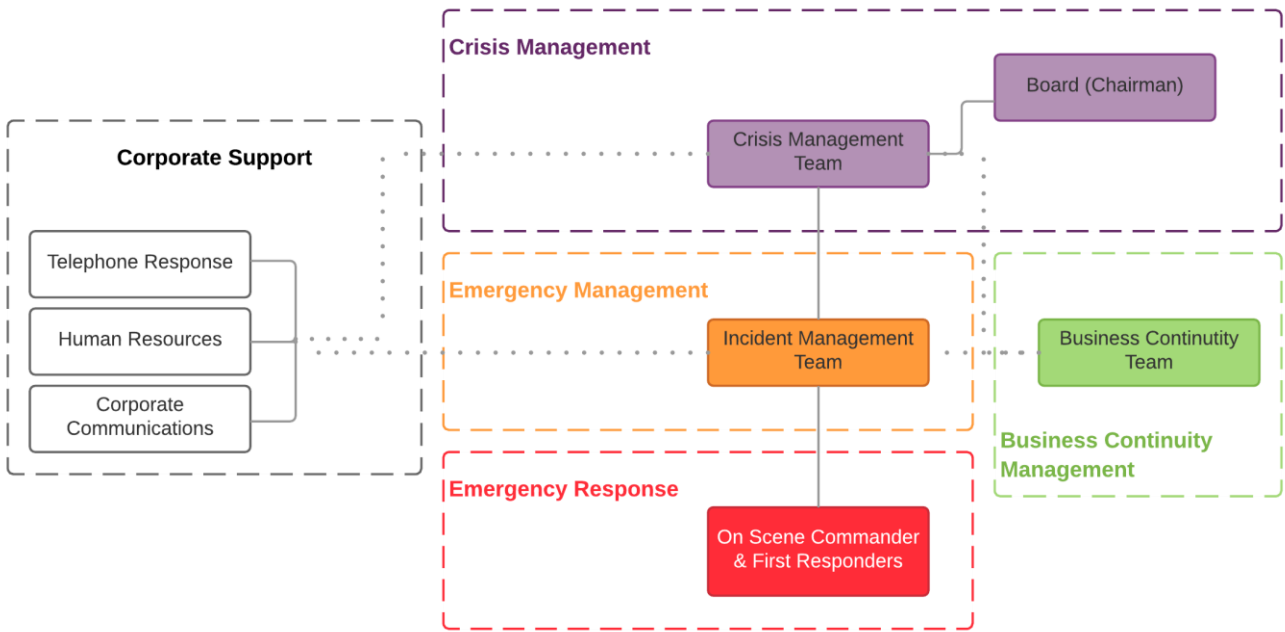 Crisis Management
Board (Chairman)
Crisis Management
Team
Corporate Support
Telephone Response
Human Resources
Corporate
Communications
Emergency Management
Incident Management
Team
Business Continutity
Team
Business Continuity
Management
Emergency Response
On Scene Commander
& First Responders